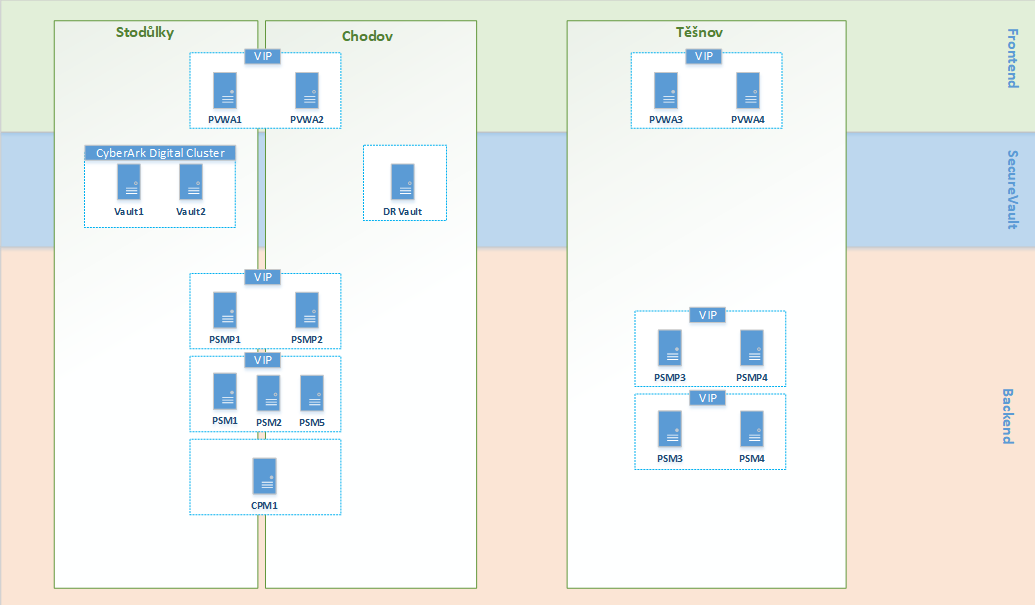 Stodůlky
Chodov
Těšnov
Frontend
VIP
PVWA1
PVWA2
VIP
PVWA3
PVWA4
SecureVault
CyberArk Digital Cluster
Vault1
Vault2
DR Vault
Backend
VIP
PSMP1
PSMP2
VIP
PSM1
PSM2
PSM5
CPM1
VIP
PSMP3
PSMP4
VIP
PSM3
PSM4